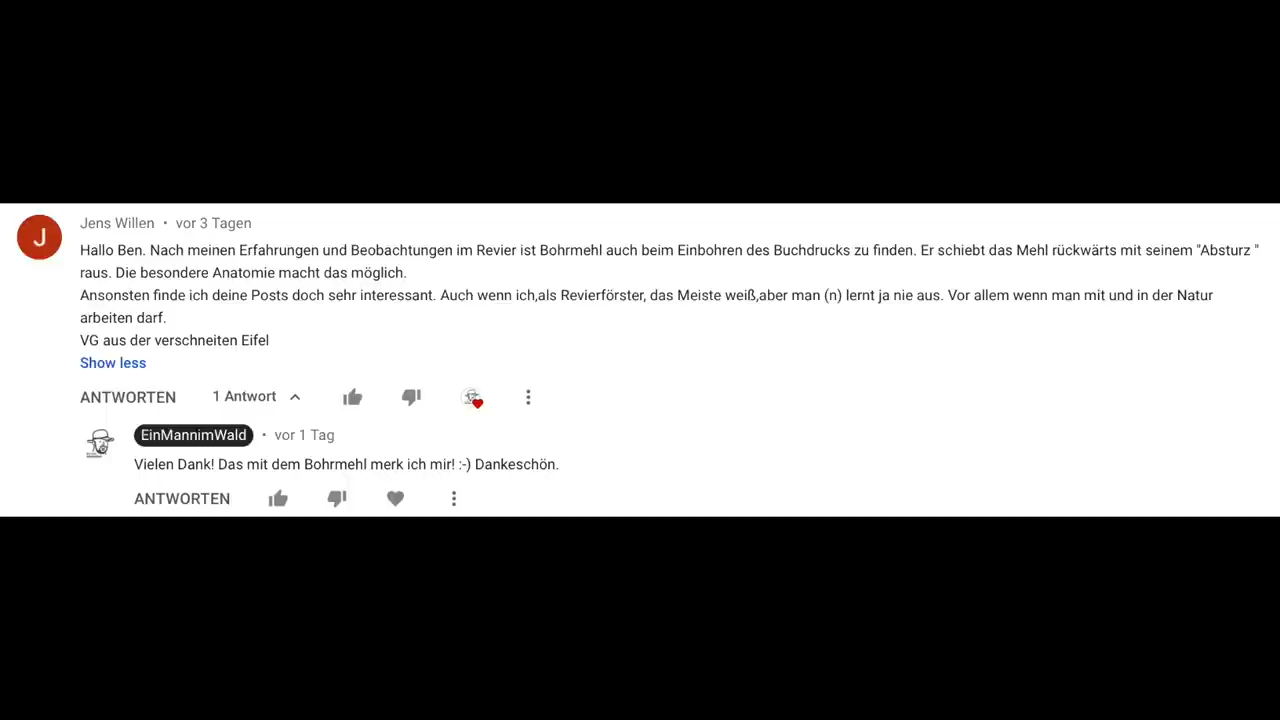 J
Jens Willen • vor 3 Tagen
Hallo Ben. Nach meinen Erfahrungen und Beobachtungen im Revier ist Bohrmehl auch beim Einbohren des Buchdrucks zu finden. Er schiebt das Mehl rückwärts mit seinem "Absturz "
raus. Die besondere Anatomie macht das möglich.
Ansonsten finde ich deine Posts doch sehr interessant. Auch wenn ich,als Revierförster, das Meiste weiß,aber man (n) lernt ja nie aus. Vor allem wenn man mit und in der Natur
arbeiten darf.
VG aus der verschneiten Eifel
Show less
ANTWORTEN 1 Antwort
EinMannimWald • vor 1 Tag
Vielen Dank! Das mit dem Bohrmehl merk ich mir! :-) Dankeschön.
ANTWORTEN